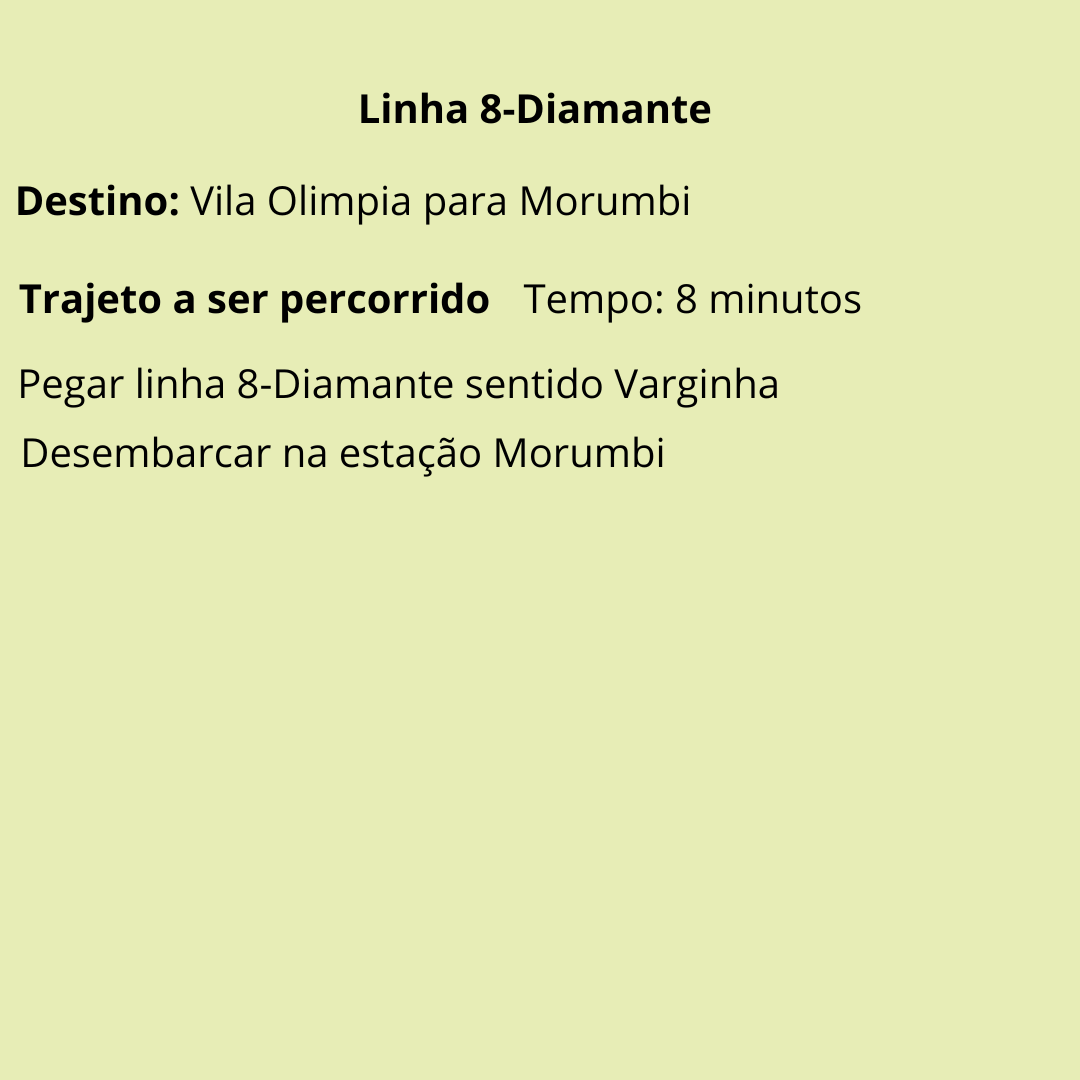 Linha 8-Diamante
Destino: Vila Olimpia para Morumbi
Trajeto a ser percorrido Tempo: 8 minutos
Pegar linha 8-Diamante sentido Varginha
Desembarcar na estação Morumbi